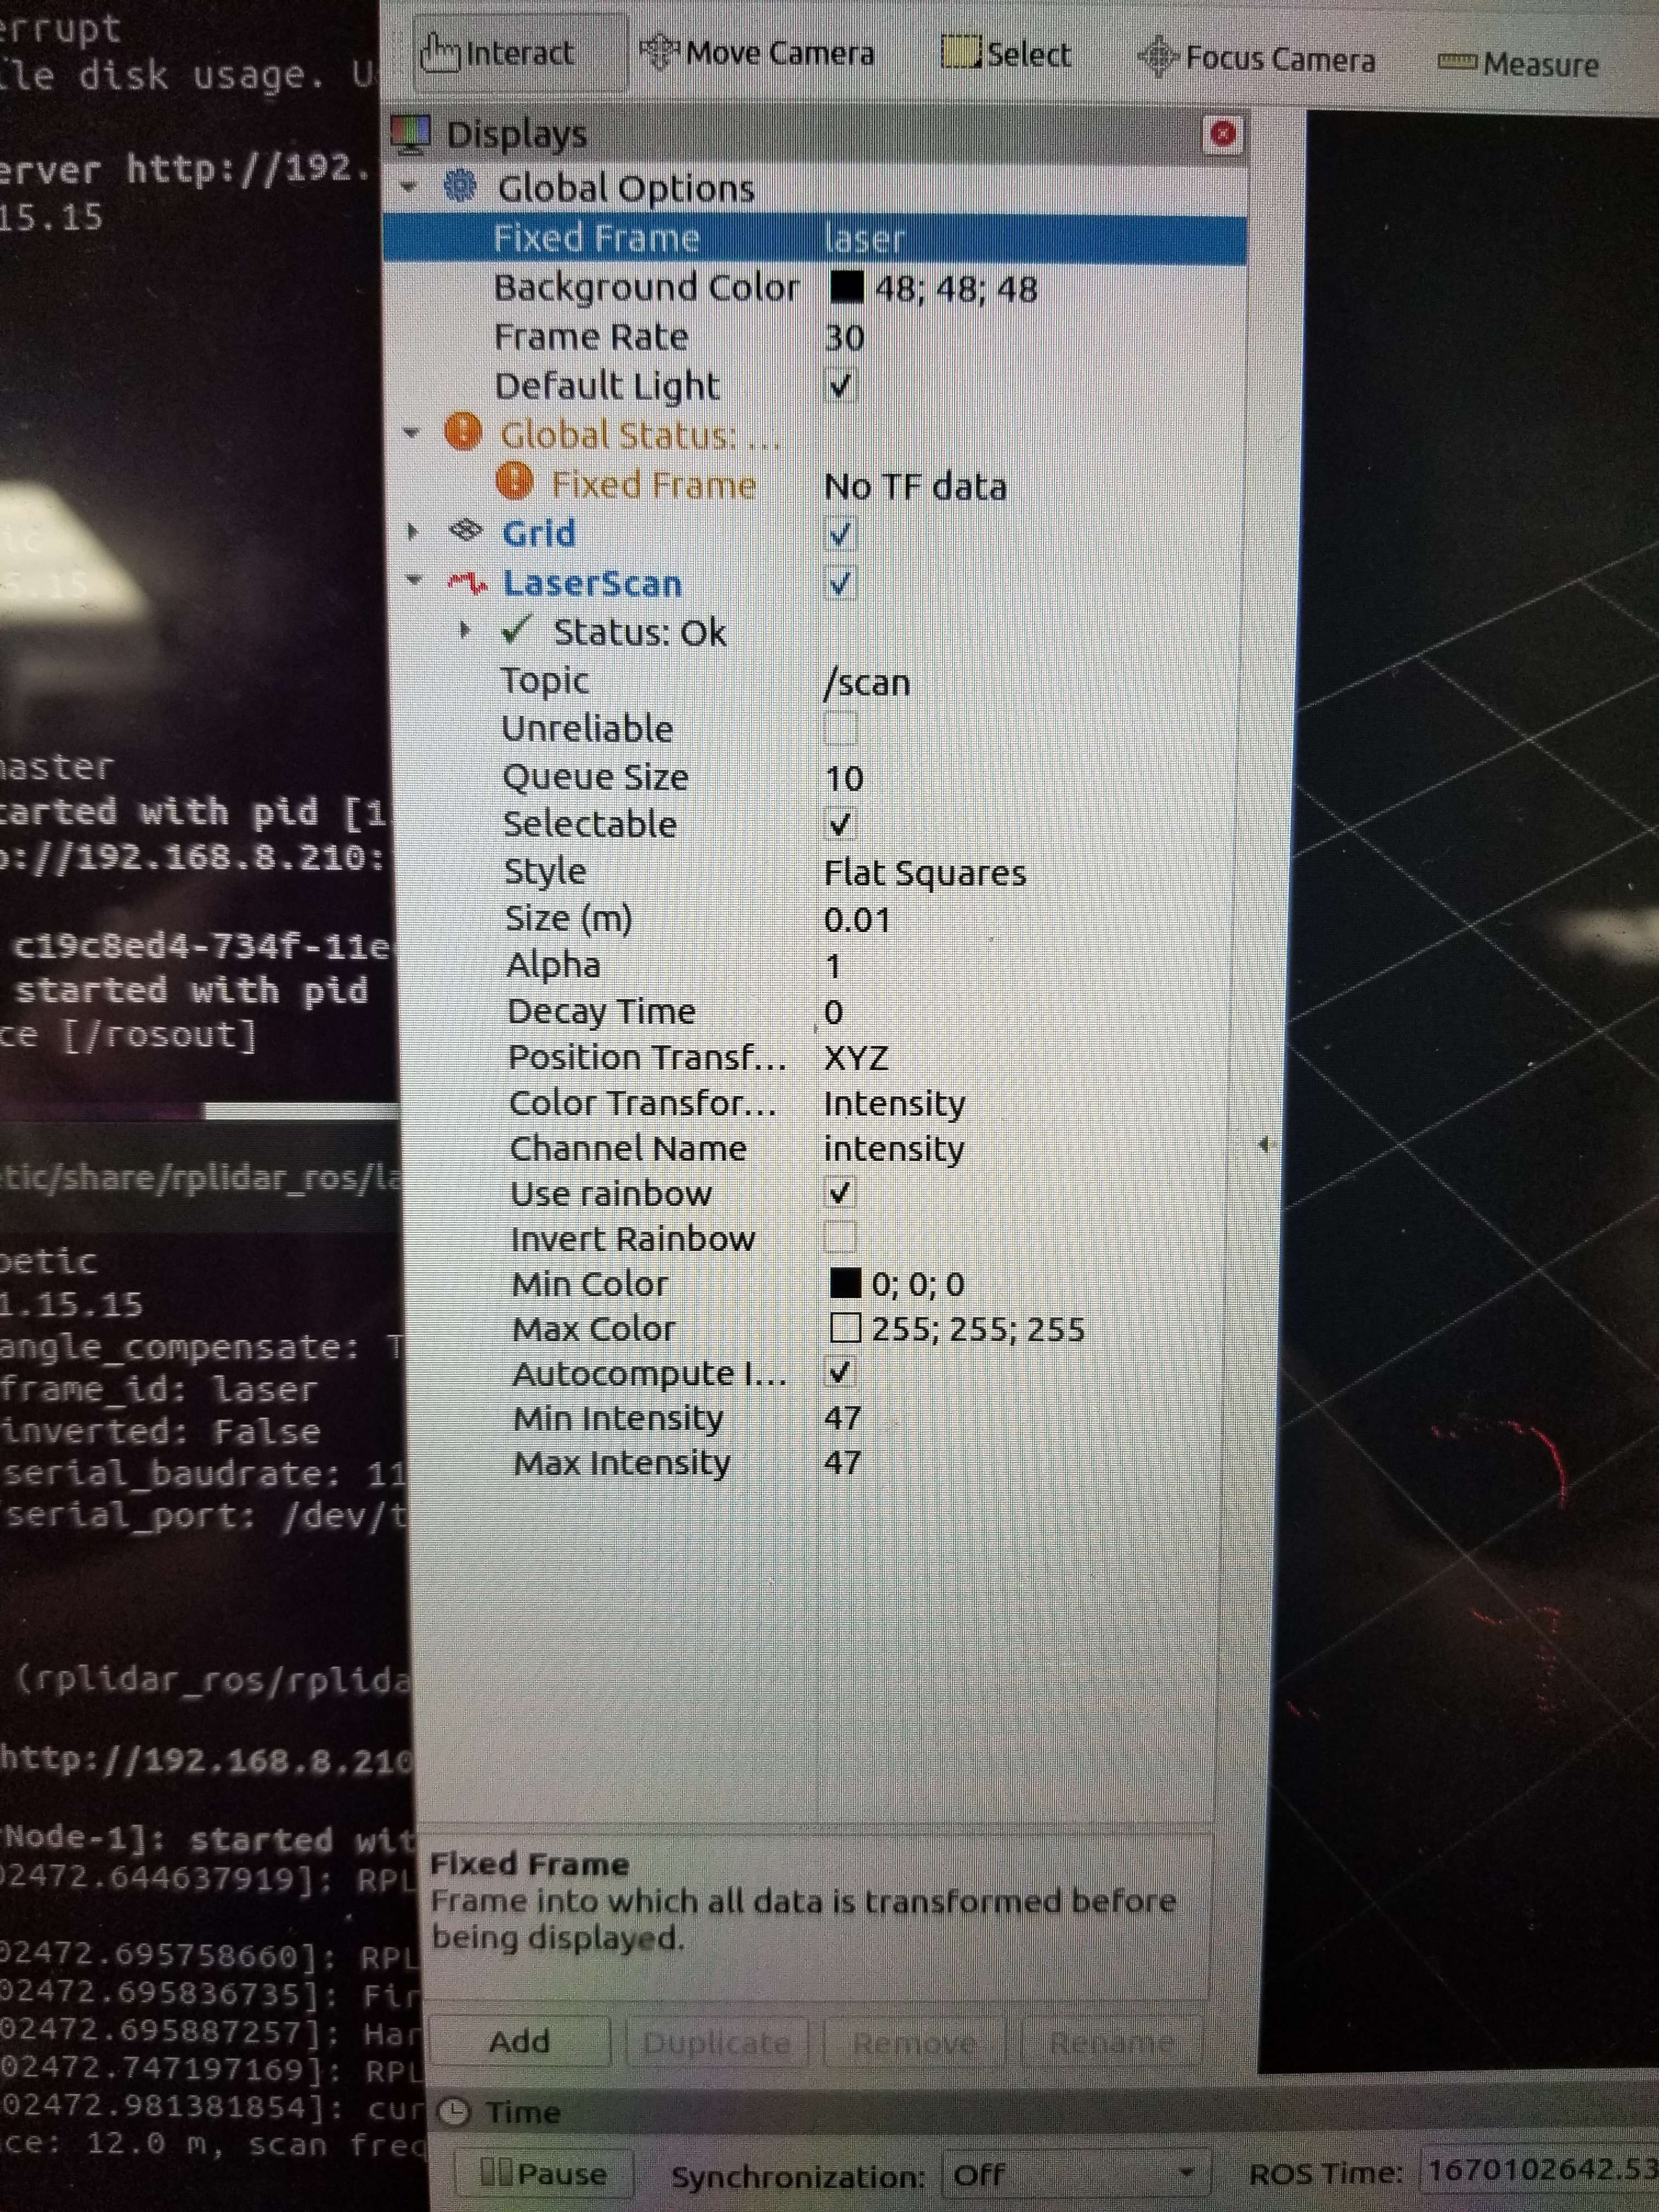 errupt
le disk usage. U
erver http://192.
15.15
master
tarted with pid [1
p://192.168.8.210:
c19c8ed4-734f-11e
started with pid
ce [/rosout]
tic/share/rplidar_ros/la
oetic
1.15.15
angle_compensate: T
frame_id: laser
inverted: False
serial_baudrate: 11
serial_port: /dev/t
(rplidar_ros/rplida
http://192.168.8.210
Node-1]: started wit
02472.644637919]: RPL
02472.695758660]: RPL
02472.695836735]: Fir
02472.695887257]: Har
02472.747197169]: RPL
02472.981381854]: cur
ce: 12.0 m, scan freq
Interact Move Camera Select Focus Camera Measure
Displays
Global Options
Fixed Frame laser
Background Color 48; 48; 48
Frame Rate 30
Default Light
Global Status: ...
Fixed Frame No TF data
Grid
LaserScan
Status: Ok
Topic /scan
Unreliable
Queue Size 10
Selectable
Style Flat Squares
Size (m) 0.01
Alpha 1
Decay Time 0
Position Transf... XYZ
Color Transfor... Intensity
Channel Name intensity
Use rainbow
Invert Rainbow
Min Color 0; 0; 0
Max Color 255; 255; 255
Autocompute I...
Min Intensity 47
Max Intensity 47
Fixed Frame
Frame into which all data is transformed before
being displayed.
Add Duplicate Remove Rename
Time
Pause Synchronization: Off ROS Time: 1670102642.53